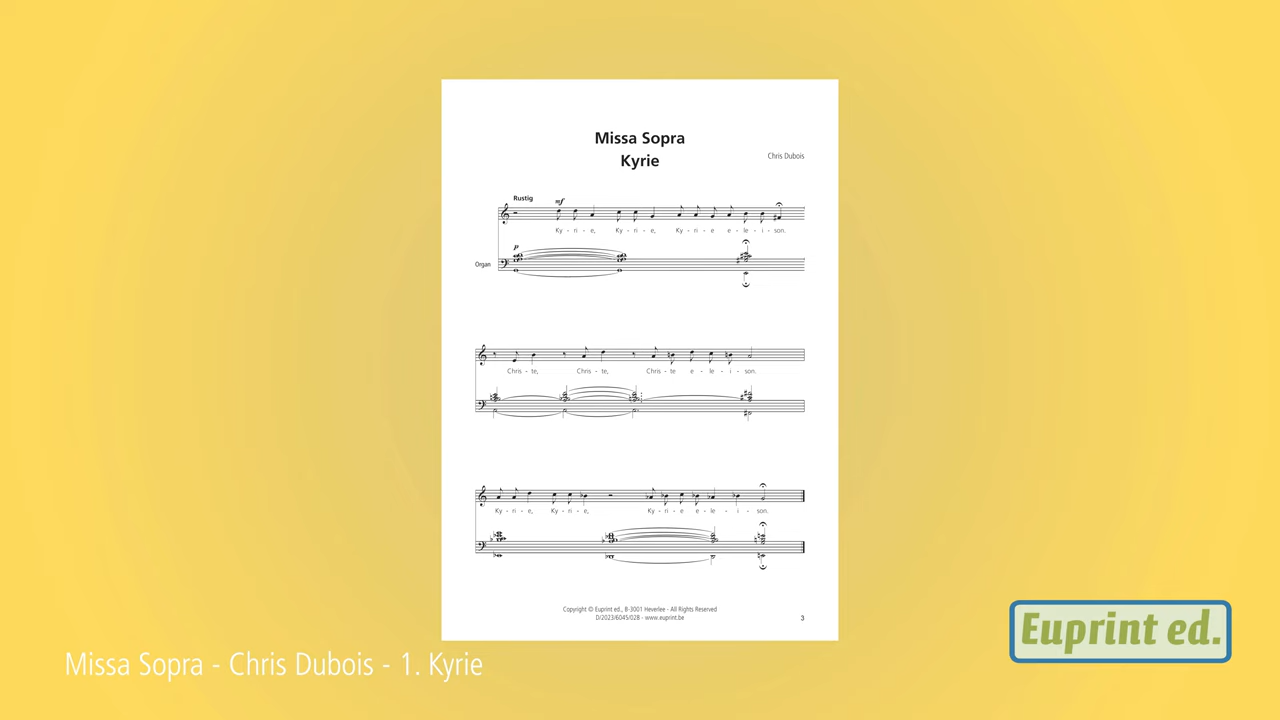 Missa Sopra
Kyrie
Chris Dubois
Rustig
mf
Ky - ri - e, Ky - ri - e, Ky - ri - e e - le - i - son.
p
Organ
Chris - te, Chris - te, Chris - te e - le - i - son.
Ky - ri - e, Ky - ri - e, Ky - ri - e e - le - i - son.
Copyright © Euprint ed., B-3001 Heverlee - All Rights Reserved
D/2023/6045/028 - www.euprint.be
3
Euprint ed.
Missa Sopra - Chris Dubois - 1. Kyrie